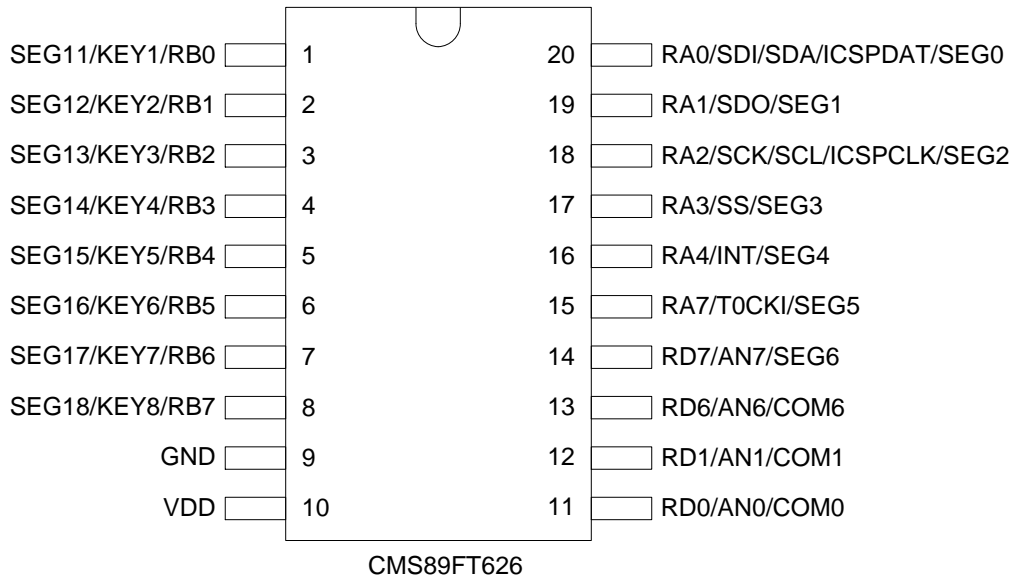 SEG11/KEY1/RB0 1 20 RA0/SDI/SDA/ICSPDAT/SEG0
SEG12/KEY2/RB1 2 19 RA1/SDO/SEG1
SEG13/KEY3/RB2 3 18 RA2/SCK/SCL/ICSPCLK/SEG2
SEG14/KEY4/RB3 4 17 RA3/SS/SEG3
SEG15/KEY5/RB4 5 16 RA4/INT/SEG4
SEG16/KEY6/RB5 6 15 RA7/T0CKI/SEG5
SEG17/KEY7/RB6 7 14 RD7/AN7/SEG6
SEG18/KEY8/RB7 8 13 RD6/AN6/COM6
GND 9 12 RD1/AN1/COM1
VDD 10 11 RD0/AN0/COM0
CMS89FT626